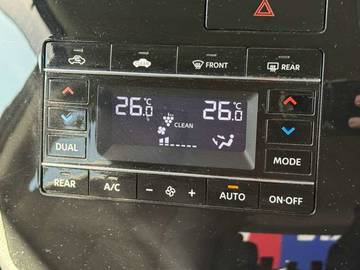 FRONT REAR
26.0 °C 26.0 °C
CLEAN
DUAL MODE
REAR A/C - + AUTO ON·OFF